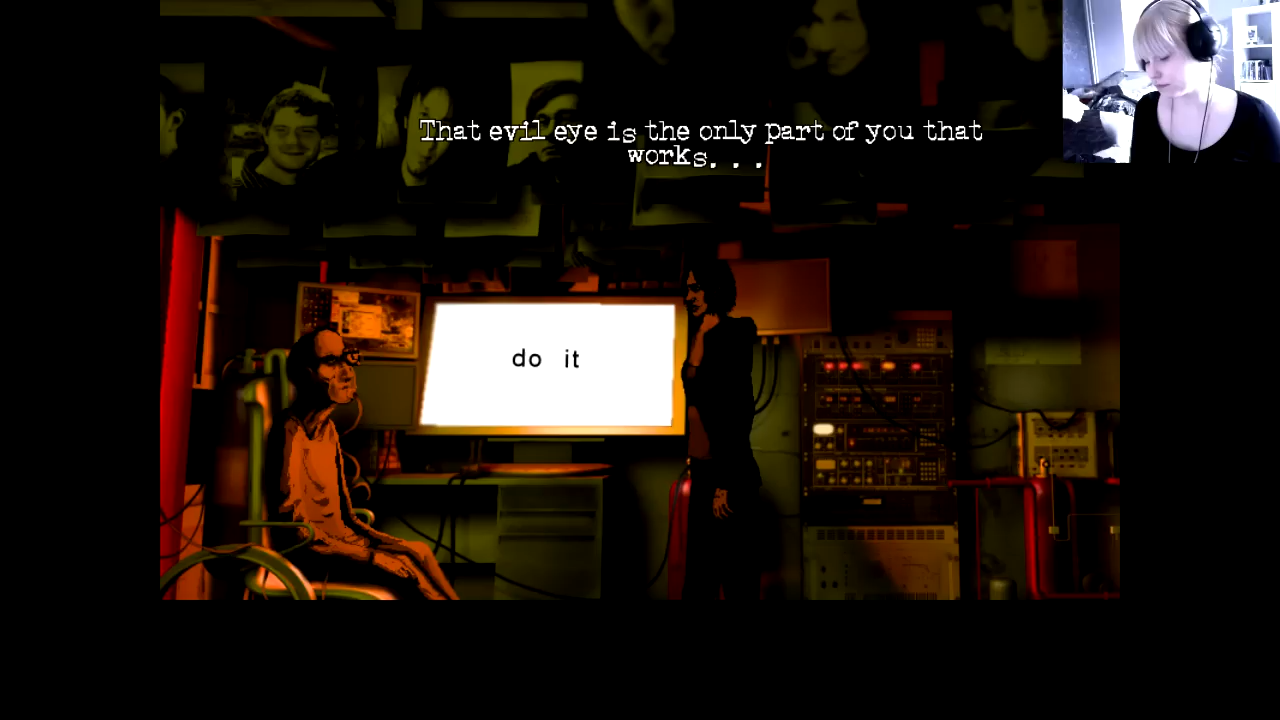 That evil eye is the only part of you that
works. . .
do it